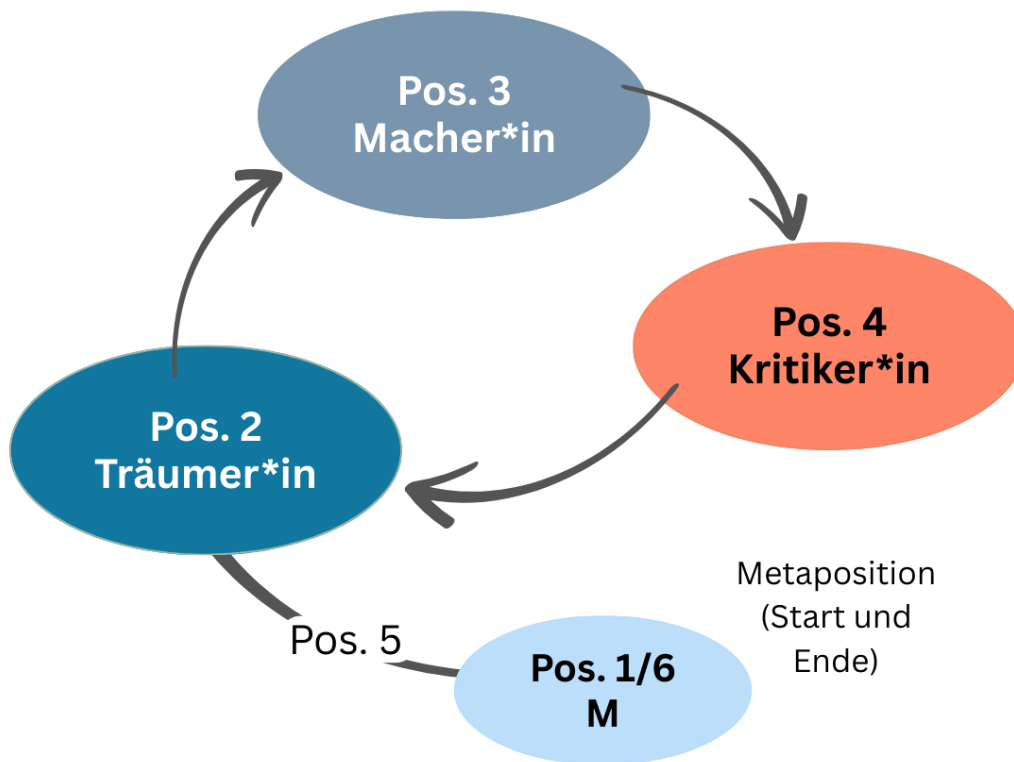 Pos. 3
Macher*in
Pos. 4
Kritiker*in
Pos. 2
Träumer*in
Metaposition
(Start und
Ende)
Pos. 5
Pos. 1/6
M